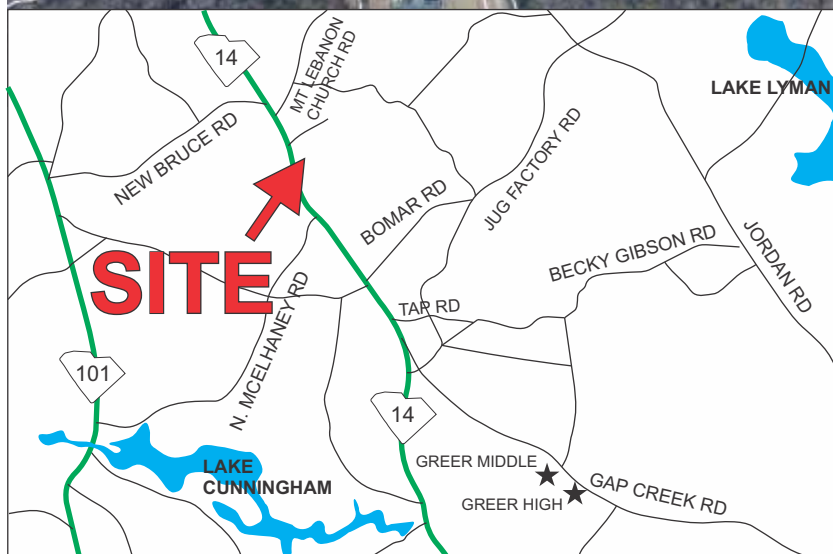 14
MT LEBANON
CHURCH RD
LAKE LYMAN
NEW BRUCE RD
JUG FACTORY RD
BOMAR RD
SITE
BECKY GIBSON RD
JORDAN RD
TAP RD
N. MCELHANEY RD
101
14
GREER MIDDLE
LAKE
CUNNINGHAM
GAP CREEK RD
GREER HIGH